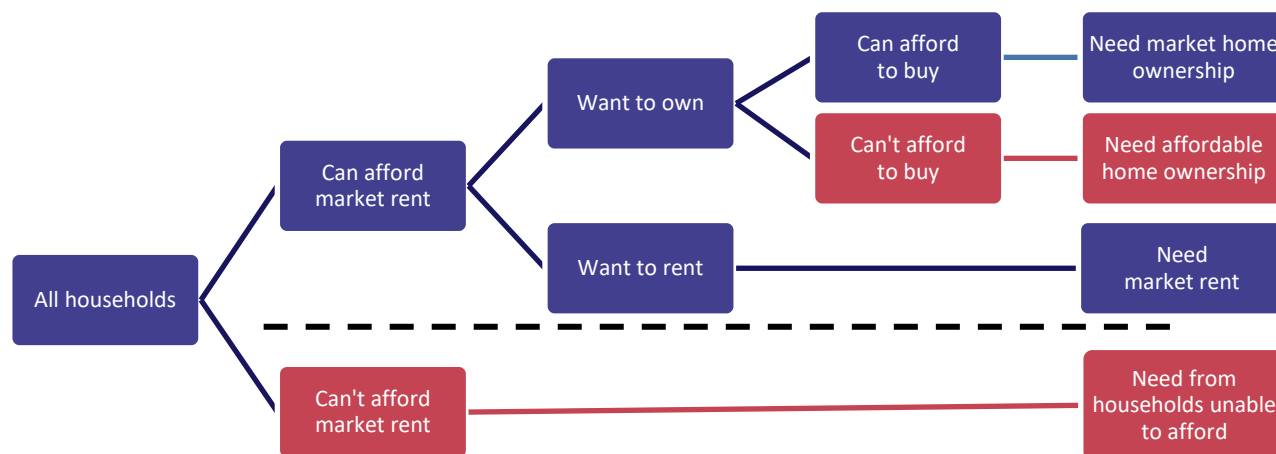 All households
Can afford
market rent
Want to own
Can afford
to buy
Need market home
ownership
Can't afford
to buy
Need affordable
home ownership
Want to rent
Need
market rent
Can't afford
market rent
Need from
households unable
to afford